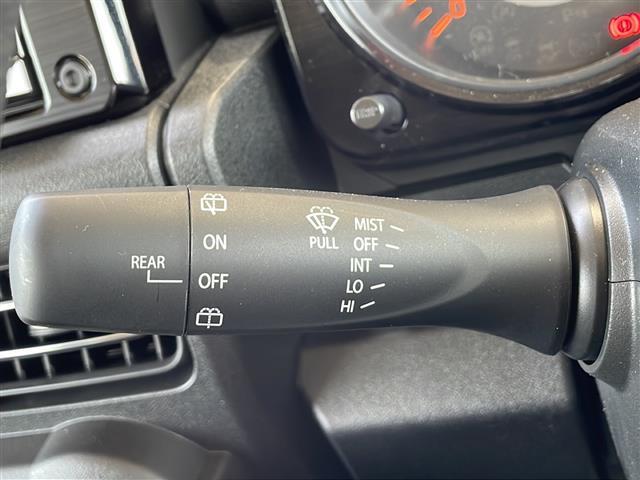 REAR
ON
OFF
PULL
MIST
OFF
INT
LO
HI